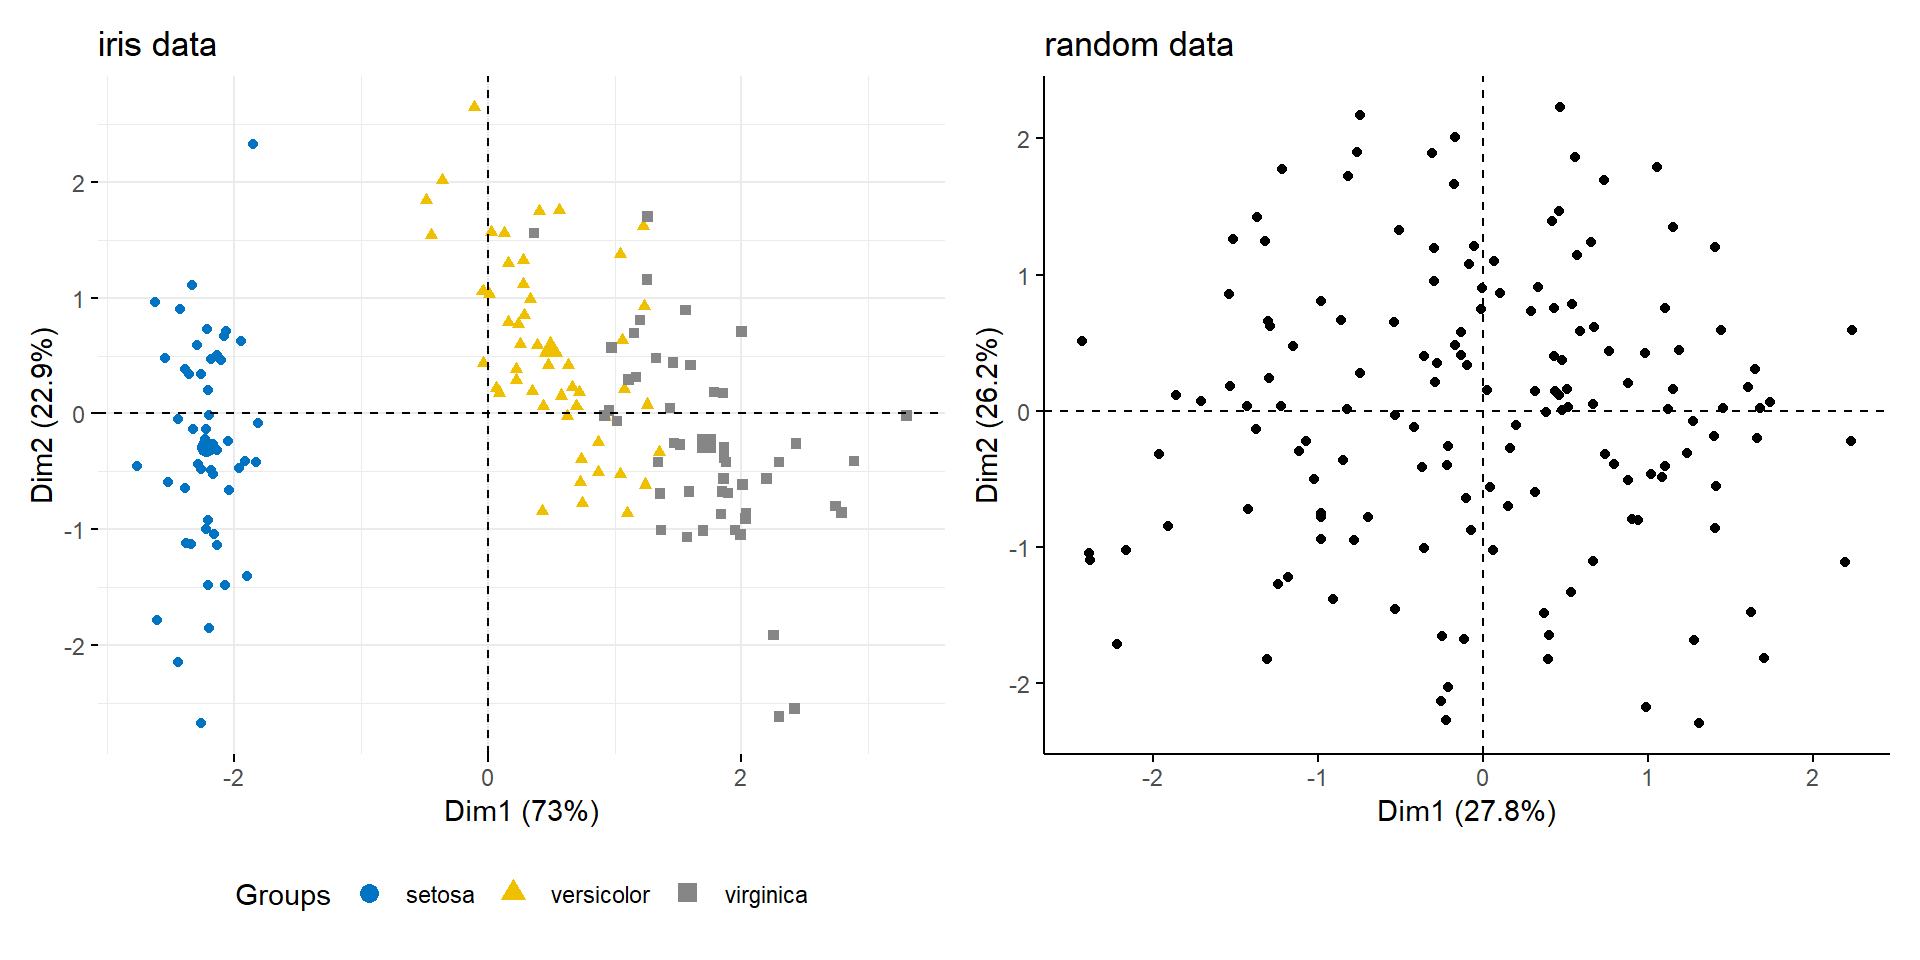 iris data
Dim2 (22.9%)
2
1
0
-1
-2
-2
0
2
Dim1 (73%)
Groups
setosa
versicolor
virginica
random data
Dim2 (26.2%)
2
1
0
-1
-2
-2
-1
0
1
2
Dim1 (27.8%)